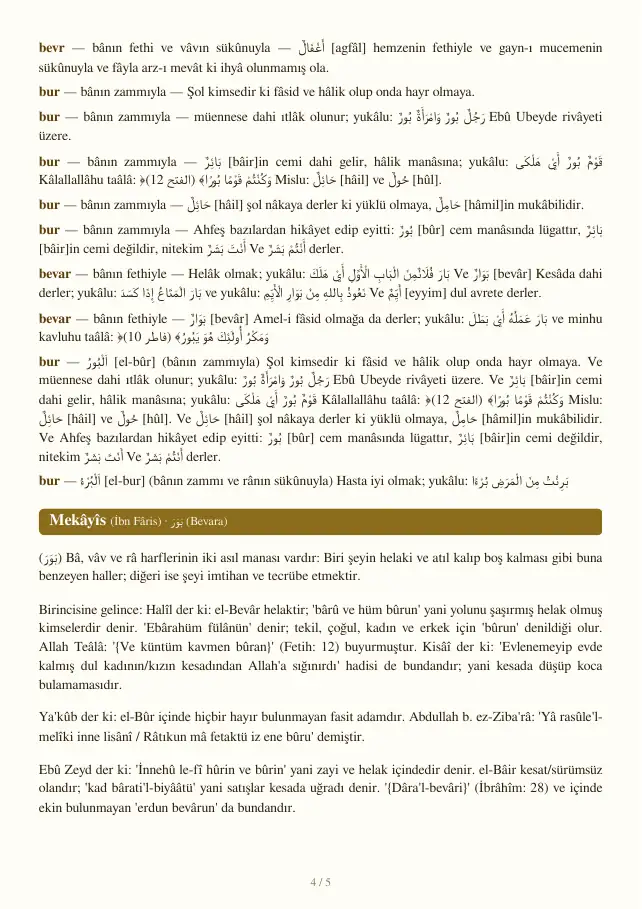 bevr — bânın fethi ve vâvın sükûnuyla — أَغْفَالٌ [agfâl] hemzenin fethiyle ve gayn-ı mucemenin
sükûnuyla ve fâyla arz-ı mevât ki ihyâ olunmamış ola.
bur — bânın zammıyla — Şol kimsedir ki fâsid ve hâlik olup onda hayr olmaya.
bur — bânın zammıyla — müennese dahi ıtlâk olunur; yukâlu: رَجُلٌ بُورٌ وَامْرَأَةٌ بُورٌ Ebû Ubeyde rivâyeti
üzere.
bur — bânın zammıyla — بَائِرٌ [bâir]in cemi dahi gelir, hâlik manâsına; yukâlu: قَوْمٌ بُورٌ أَيْ هَلْكَى
Kâlallallâhu taâlâ: ﴿وَكُنْتُمْ قَوْمًا بُورًا﴾ (الفتح 12) Mislu: حَائِلٌ [hâil] ve حُولٌ [hûl].
bur — bânın zammıyla — حَائِلٌ [hâil] şol nâkaya derler ki yüklü olmaya, حَامِلٌ [hâmil]in mukâbilidir.
bur — bânın zammıyla — Ahfeş bazılardan hikâyet edip eyitti: بُورٌ [bûr] cem manâsında lügattır, بَائِرٌ
[bâir]in cemi değildir, nitekim أَنْتَ بَشَرٌ Ve أَنْتُمْ بَشَرٌ derler.
bevar — bânın fethiyle — Helâk olmak; yukâlu: بَارَ فُلَانٌمِنَ الْبَابِ الْأَوَّلِ أَيْ هَلَكَ Ve بَوَارٌ [bevâr] Kesâda dahi
derler; yukâlu: بَارَ الْمَتَاعُ إِذَا كَسَدَ ve yukâlu: نَعُوذُ بِاللهِ مِنْ بَوَارِ الْأَيِّمِ Ve أَيِّمٌ [eyyim] dul avrete derler.
bevar — bânın fethiyle — بَوَارٌ [bevâr] Amel-i fâsid olmağa da derler; yukâlu: بَارَ عَمَلُهُ أَيْ بَطَلَ ve minhu
kavluhu taâlâ: ﴿وَمَكْرُ أُولَئِكَ هُوَ يَبُورُ﴾ (فاطر 10)
bur — اَلْبُورُ [el-bûr] (bânın zammıyla) Şol kimsedir ki fâsid ve hâlik olup onda hayr olmaya. Ve
müennese dahi ıtlâk olunur; yukâlu: رَجُلٌ بُورٌ وَامْرَأَةٌ بُورٌ Ebû Ubeyde rivâyeti üzere. Ve بَائِرٌ [bâir]in cemi
dahi gelir, hâlik manâsına; yukâlu: قَوْمٌ بُورٌ أَيْ هَلْكَى Kâlallallâhu taâlâ: ﴿وَكُنْتُمْ قَوْمًا بُورًا﴾ (الفتح 12) Mislu:
حَائِلٌ [hâil] ve حُولٌ [hûl]. Ve حَائِلٌ [hâil] şol nâkaya derler ki yüklü olmaya, حَامِلٌ [hâmil]in mukâbilidir.
Ve Ahfeş bazılardan hikâyet edip eyitti: بُورٌ [bûr] cem manâsında lügattır, بَائِرٌ [bâir]in cemi değildir,
nitekim أَنْتَ بَشَرٌ Ve أَنْتُمْ بَشَرٌ derler.
bur — اَلْبُرْءُ [el-bur] (bânın zammı ve rânın sükûnuyla) Hasta iyi olmak; yukâlu: بَرِئْتُ مِنَ الْمَرَضِ بُرْءًا
Mekâyîs (İbn Fâris) · بَوَرَ (Bevara)
(بَوَرَ) Bâ, vâv ve râ harflerinin iki asıl manası vardır: Biri şeyin helaki ve atıl kalıp boş kalması gibi buna
benzeyen haller; diğeri ise şeyi imtihan ve tecrübe etmektir.
Birincisine gelince: Halîl der ki: el-Bevâr helaktir; 'bârû ve hüm bûrun' yani yolunu şaşırmış helak olmuş
kimselerdir denir. 'Ebârahüm fülânün' denir; tekil, çoğul, kadın ve erkek için 'bûrun' denildiği olur.
Allah Teâlâ: '{Ve küntüm kavmen bûran}' (Fetih: 12) buyurmuştur. Kisâî der ki: 'Evlenemeyip evde
kalmış dul kadının/kızın kesadından Allah'a sığınırdı' hadisi de bundandır; yani kesada düşüp koca
bulamamasıdır.
Ya'kûb der ki: el-Bûr içinde hiçbir hayır bulunmayan fasit adamdır. Abdullah b. ez-Ziba'râ: 'Yâ rasûle'l-
melîki inne lisânî / Râtıkun mâ fetaktü iz ene bûru' demiştir.
Ebû Zeyd der ki: 'İnnehû le-fî hûrin ve bûrin' yani zayi ve helak içindedir denir. el-Bâir kesat/sürümsüz
olandır; 'kad bârati'l-biyââtü' yani satışlar kesada uğradı denir. '{Dâra'l-bevâri}' (İbrâhîm: 28) ve içinde
ekin bulunmayan 'erdun bevârun' da bundandır.
4 / 5